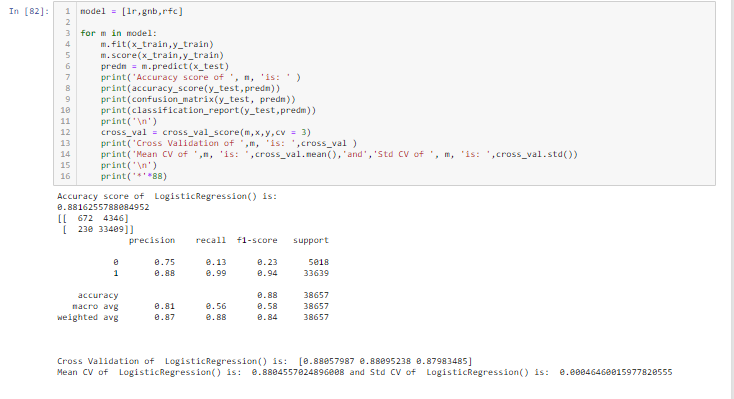 In [82]:
1 model = [lr,gnb,rfc]
2
3 for m in model:
4 m.fit(x_train,y_train)
5 m.score(x_train,y_train)
6 predm = m.predict(x_test)
7 print('Accuracy score of ', m, 'is: ' )
8 print(accuracy_score(y_test,predm))
9 print(confusion_matrix(y_test, predm))
10 print(classification_report(y_test,predm))
11 print('\n')
12 cross_val = cross_val_score(m,x,y,cv = 3)
13 print('Cross Validation of ',m, 'is: ',cross_val )
14 print('Mean CV of ',m, 'is: ',cross_val.mean(),'and','Std CV of ', m, 'is: ',cross_val.std())
15 print('\n')
16 print('*'*88)
Accuracy score of LogisticRegression() is:
0.8816255788084952
[[ 672 4346]
[ 230 33409]]
precision recall f1-score support
0 0.75 0.13 0.23 5018
1 0.88 0.99 0.94 33639
accuracy 0.88 38657
macro avg 0.81 0.56 0.58 38657
weighted avg 0.87 0.88 0.84 38657
Cross Validation of LogisticRegression() is: [0.88057987 0.88095238 0.87983485]
Mean CV of LogisticRegression() is: 0.8804557024896008 and Std CV of LogisticRegression() is: 0.00046460015977820555